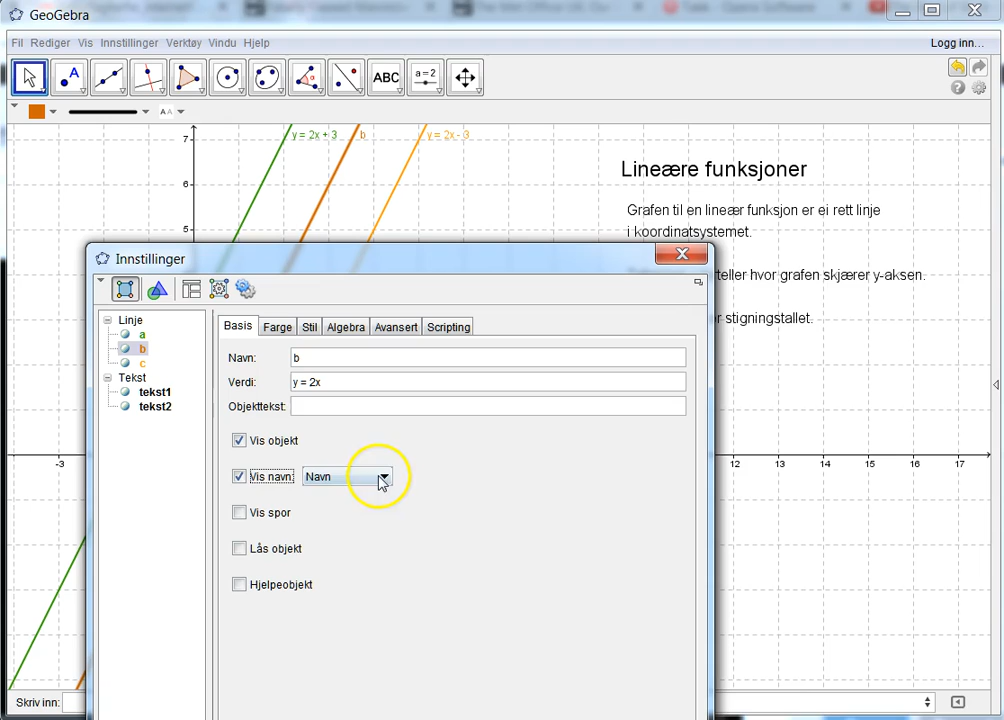 GeoGebra
Fil Rediger Vis Innstillinger Verktøy Vindu Hjelp
Logg inn...
ABC
a=2
α
A
A A
y = 2x + 3
b
y = 2x - 3
7
6
5
Lineære funksjoner
Grafen til en lineær funksjon er ei rett linje
i koordinatsystemet.
rteller hvor grafen skjærer y-aksen.
r stigningstallet.
Innstillinger
Linje
a
b
c
Tekst
tekst1
tekst2
Basis Farge Stil Algebra Avansert Scripting
Navn: b
Verdi: y = 2x
Objekttekst:
Vis objekt
Vis navn: Navn
Vis spor
Lås objekt
Hjelpeobjekt
-3
12 13 14 15 16 17
Skriv inn: